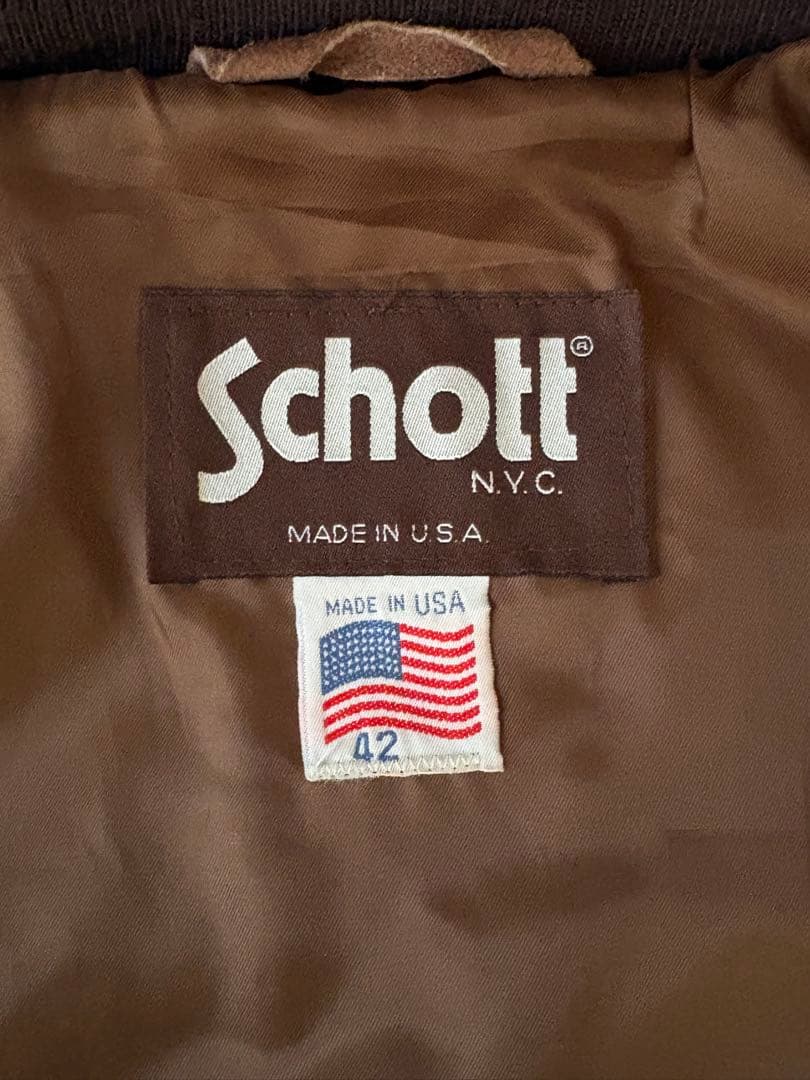 Schott®
N.Y.C.
MADE IN U.S.A.
MADE IN USA
42